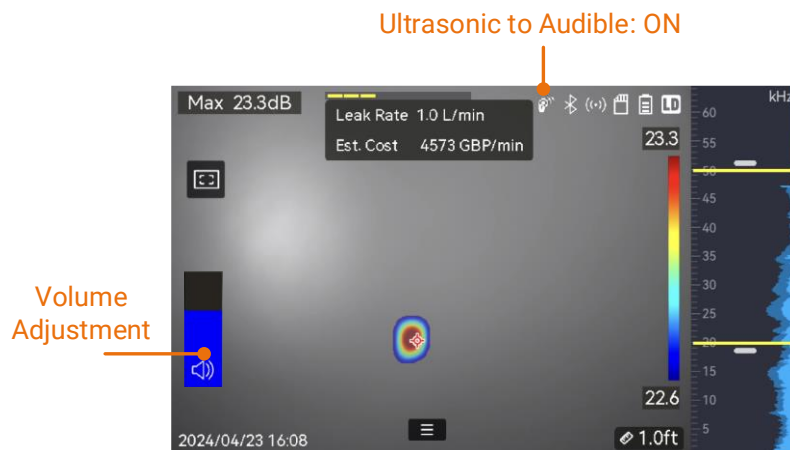 Ultrasonic to Audible: ON
Max 23.3dB
Leak Rate 1.0 L/min
Est. Cost 4573 GBP/min
LD
kHz
23.3
60
55
50
45
40
35
30
25
20
15
10
5
Volume
Adjustment
22.6
2024/04/23 16:08
1.0ft